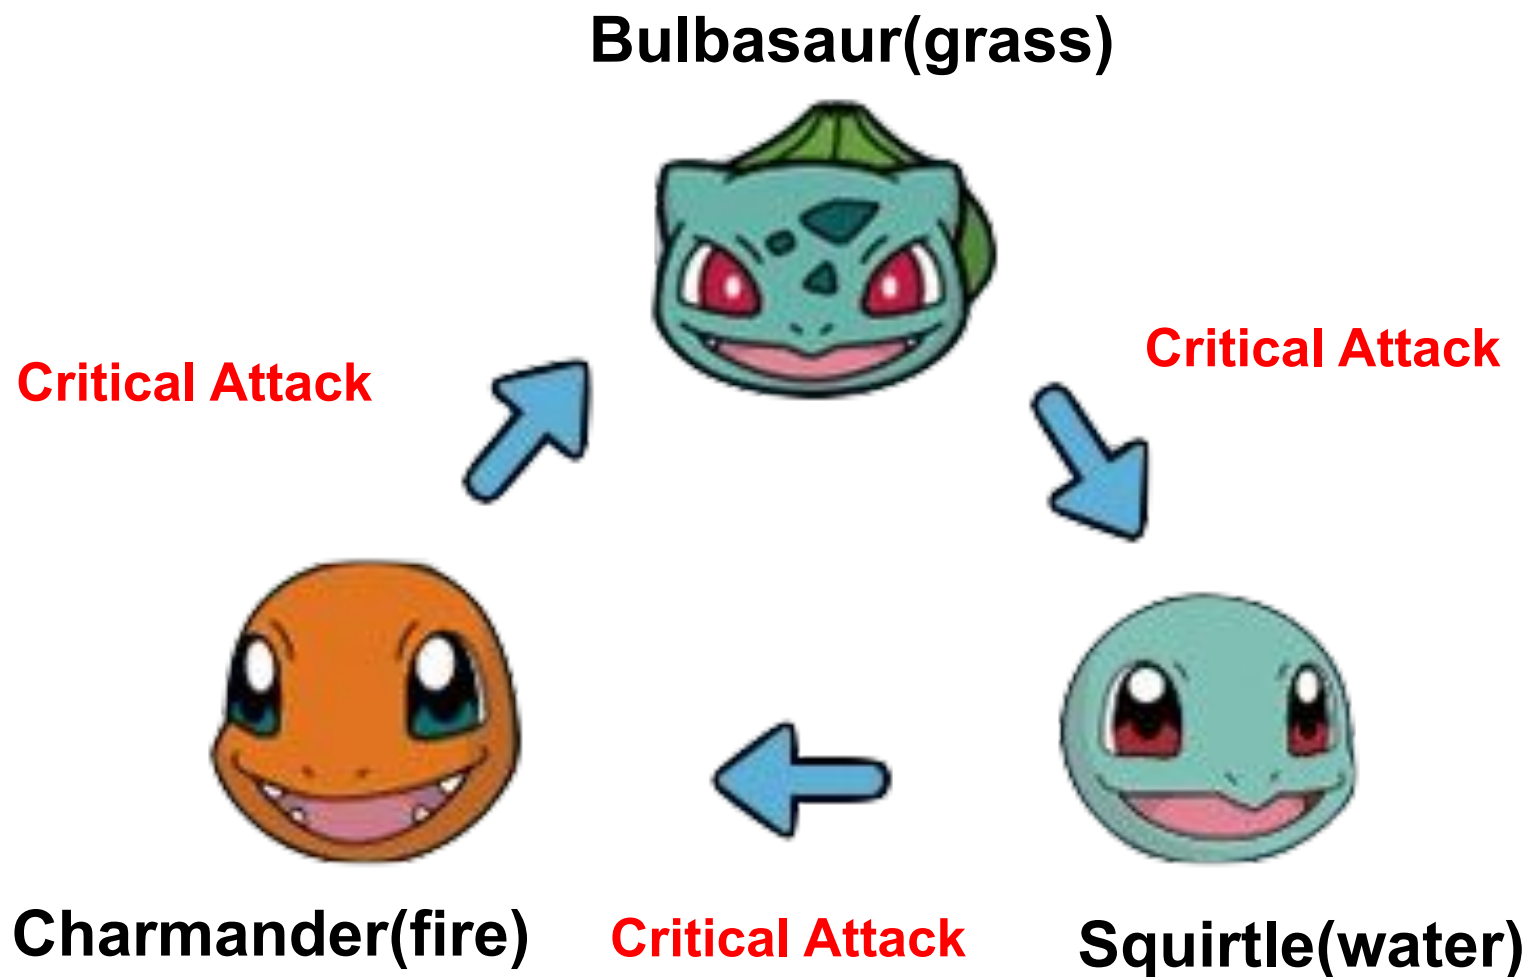 Bulbasaur(grass)
Critical Attack
Critical Attack
Charmander(fire)
Critical Attack
Squirtle(water)